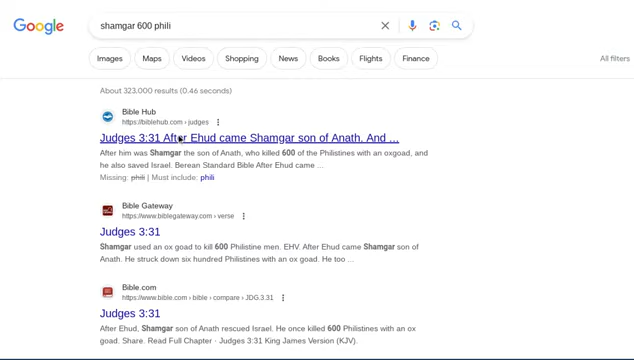 Google
shamgar 600 phili
Images Maps Videos Shopping News Books Flights Finance All filters
About 323,000 results (0.46 seconds)
Bible Hub
https://biblehub.com › judges
Judges 3:31 After Ehud came Shamgar son of Anath. And ...
After him was Shamgar the son of Anath, who killed 600 of the Philistines with an oxgoad, and
he also saved Israel. Berean Standard Bible After Ehud came ...
Missing: phili | Must include: phili
Bible Gateway
https://www.biblegateway.com › verse
Judges 3:31
Shamgar used an ox goad to kill 600 Philistine men. EHV. After Ehud came Shamgar son of
Anath. He struck down six hundred Philistines with an ox goad. He too ...
Bible.com
https://www.bible.com › bible › compare › JDG.3.31
Judges 3:31
After Ehud, Shamgar son of Anath rescued Israel. He once killed 600 Philistines with an ox
goad. Share. Read Full Chapter · Judges 3:31 King James Version (KJV).